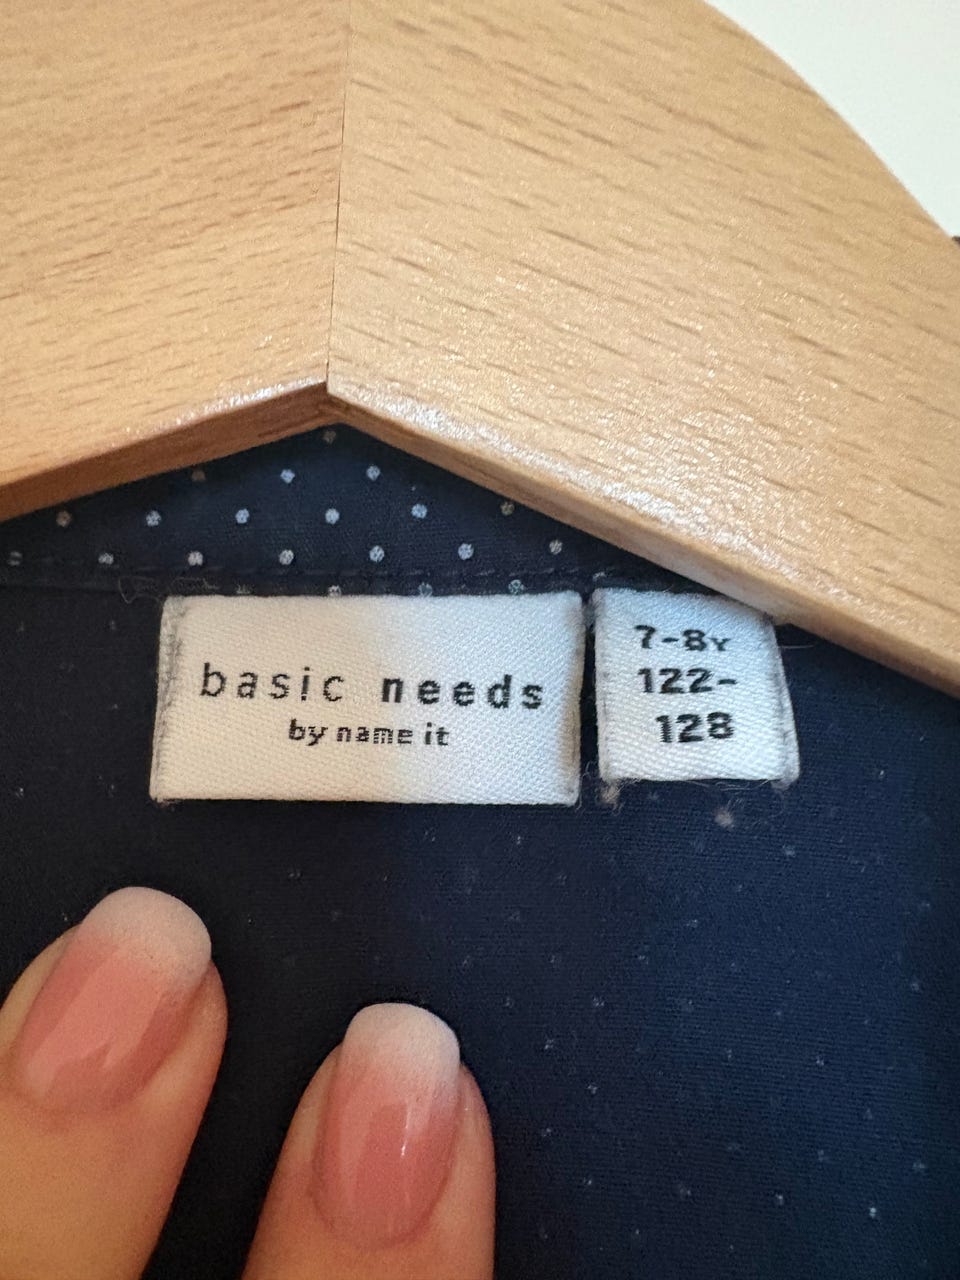 basic needs
by name it
7-8Y
122-
128